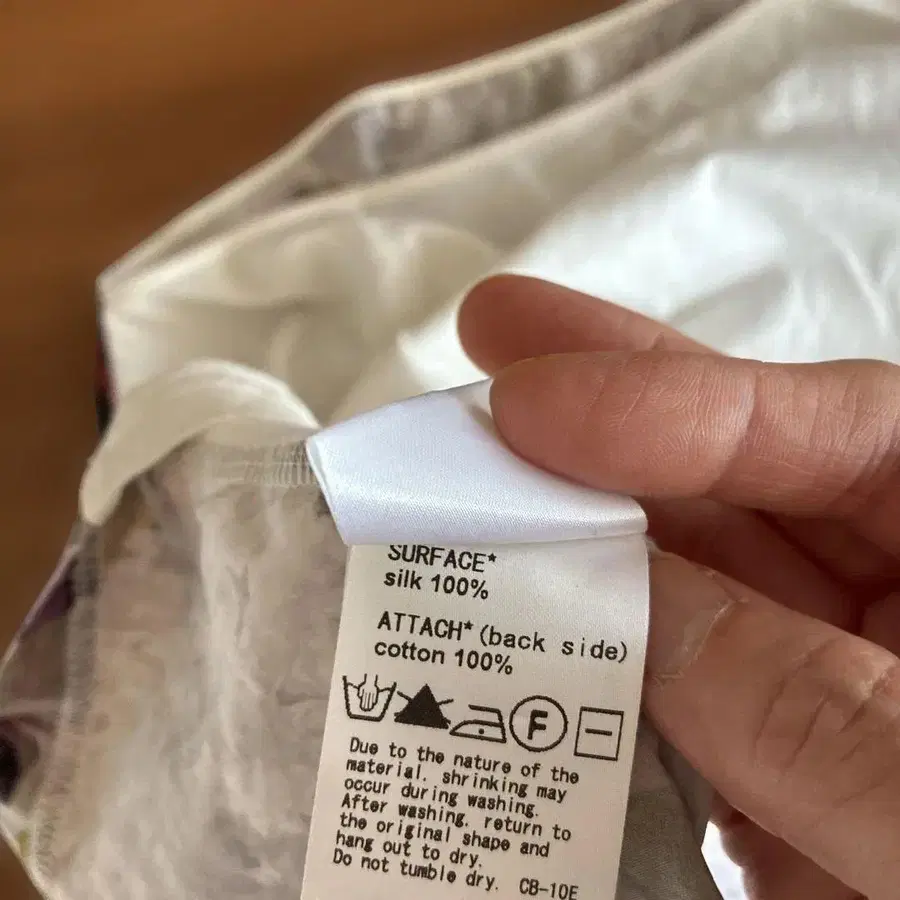 SURFACE*
silk 100%
ATTACH* (back side)
cotton 100%
F
Due to the nature of the
material, shrinking may
occur during washing.
After washing, return to
the original shape and
hang out to dry.
Do not tumble dry. CB-10E